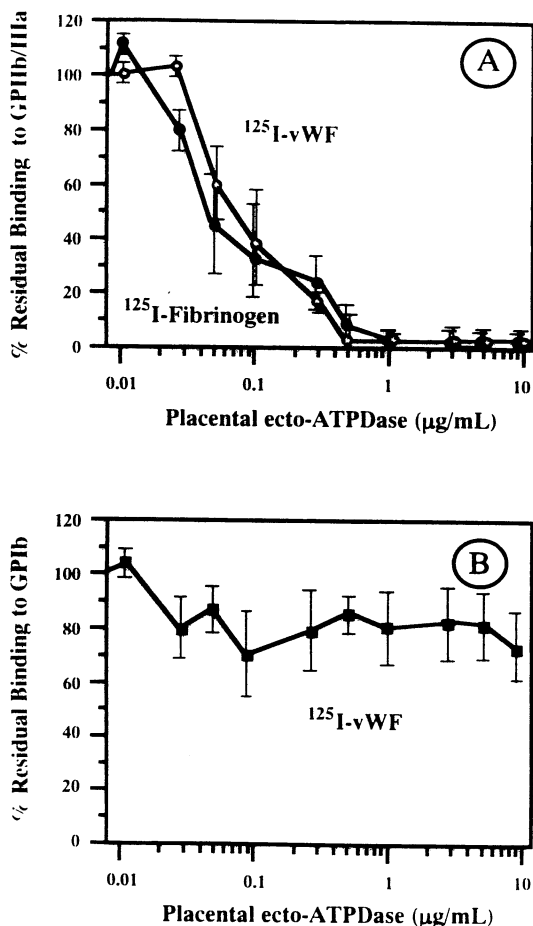 120
100
80
60
40
20
0
% Residual Binding to GPIIb/IIIa
A
125I-vWF
125I-Fibrinogen
0.01
0.1
1
10
Placental ecto-ATPDase (µg/mL)
120
100
80
60
40
20
0
% Residual Binding to GPIb
B
125I-vWF
0.01
0.1
1
10
Placental ecto-ATPDase (µg/mL)